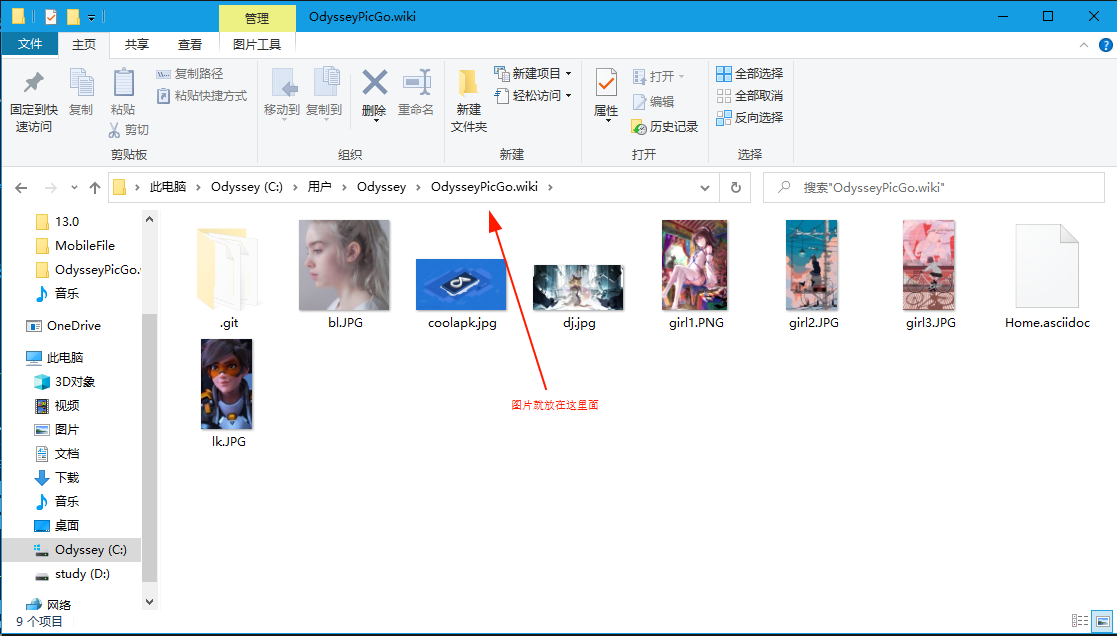 管理
OdysseyPicGo.wiki
文件
主页
共享
查看
图片工具
固定到快
速访问
复制
粘贴
复制路径
粘贴快捷方式
剪切
剪贴板
移动到
复制到
删除
重命名
组织
新建
文件夹
新建项目
轻松访问
新建
属性
打开
编辑
历史记录
打开
全部选择
全部取消
反向选择
选择
此电脑 › Odyssey (C:) › 用户 › Odyssey › OdysseyPicGo.wiki ›
搜索"OdysseyPicGo.wiki"
13.0
MobileFile
OdysseyPicGo.
音乐
OneDrive
此电脑
3D对象
视频
图片
文档
下载
音乐
桌面
Odyssey (C:)
study (D:)
网络
.git
bl.JPG
coolapk.jpg
dj.jpg
girl1.PNG
girl2.JPG
girl3.JPG
Home.asciidoc
lk.JPG
图片就放在这里面
9 个项目